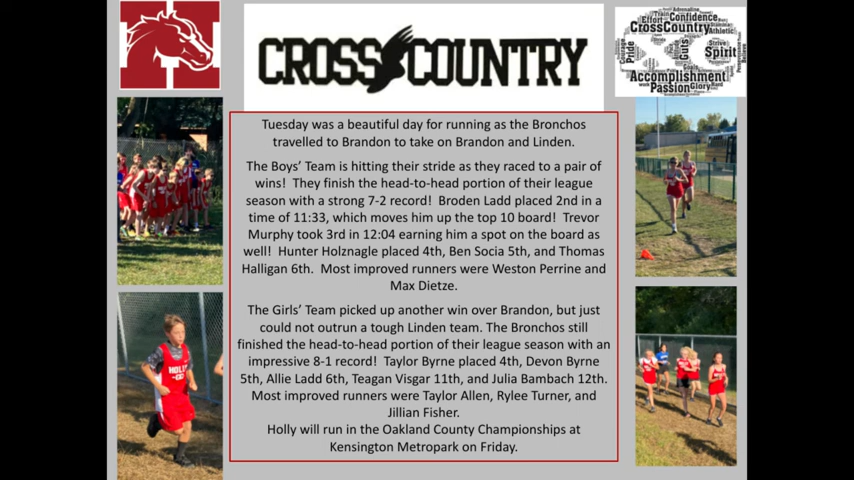 CROSS COUNTRY
Train
Effort
Confidence
CrossCountry
Athletic
Pride
Guts
Strive
Spirit
Goals
Accomplishment
Passion
Glory
Hard
Tuesday was a beautiful day for running as the Bronchos
travelled to Brandon to take on Brandon and Linden.
The Boys' Team is hitting their stride as they raced to a pair of
wins!  They finish the head-to-head portion of their league
season with a strong 7-2 record!  Broden Ladd placed 2nd in a
time of 11:33, which moves him up the top 10 board!  Trevor
Murphy took 3rd in 12:04 earning him a spot on the board as
well!  Hunter Holznagle placed 4th, Ben Socia 5th, and Thomas
Halligan 6th.  Most improved runners were Weston Perrine and
Max Dietze.
The Girls' Team picked up another win over Brandon, but just
could not outrun a tough Linden team. The Bronchos still
finished the head-to-head portion of their league season with an
impressive 8-1 record!  Taylor Byrne placed 4th, Devon Byrne
5th, Allie Ladd 6th, Teagan Visgar 11th, and Julia Bambach 12th.
Most improved runners were Taylor Allen, Rylee Turner, and
Jillian Fisher.
Holly will run in the Oakland County Championships at
Kensington Metropark on Friday.